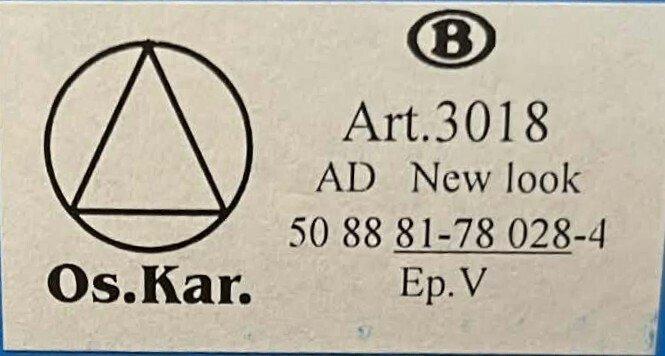 B
Art.3018
AD New look
50 88 81-78 028-4
Ep.V
Os.Kar.